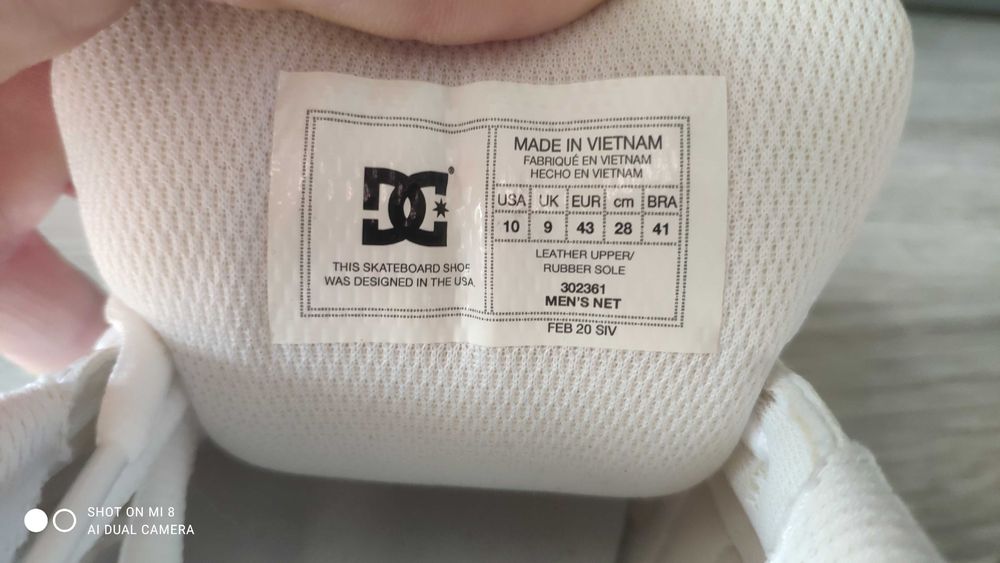 DC®
THIS SKATEBOARD SHOE
WAS DESIGNED IN THE USA.
MADE IN VIETNAM
FABRIQUÉ EN VIETNAM
HECHO EN VIETNAM
USA UK EUR cm BRA
10 9 43 28 41
LEATHER UPPER/
RUBBER SOLE
302361
MEN'S NET
FEB 20 SIV
SHOT ON MI 8
AI DUAL CAMERA